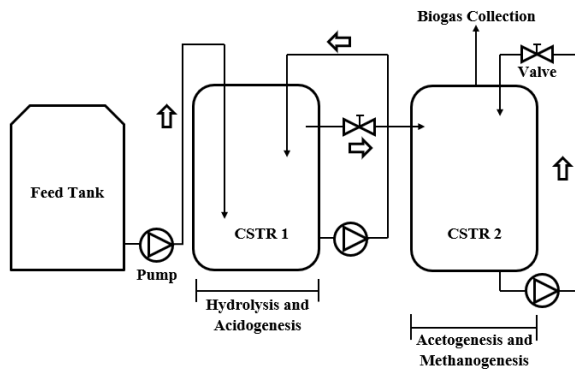 Biogas Collection
Valve
Feed Tank
CSTR 1
CSTR 2
Pump
Hydrolysis and
Acidogenesis
Acetogenesis and
Methanogenesis